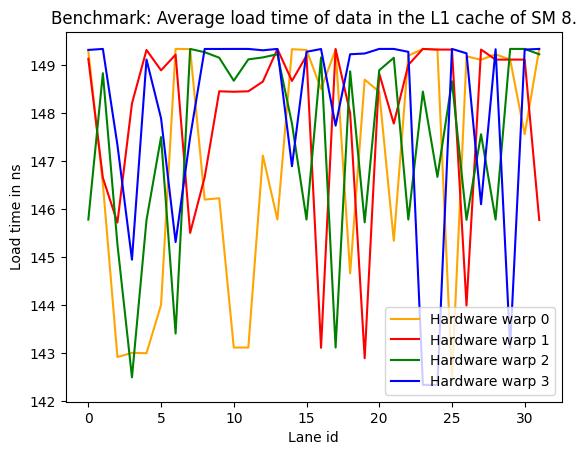 Benchmark: Average load time of data in the L1 cache of SM 8.
Load time in ns
149
148
147
146
145
144
143
142
0
5
10
15
20
25
30
Lane id
Hardware warp 0
Hardware warp 1
Hardware warp 2
Hardware warp 3